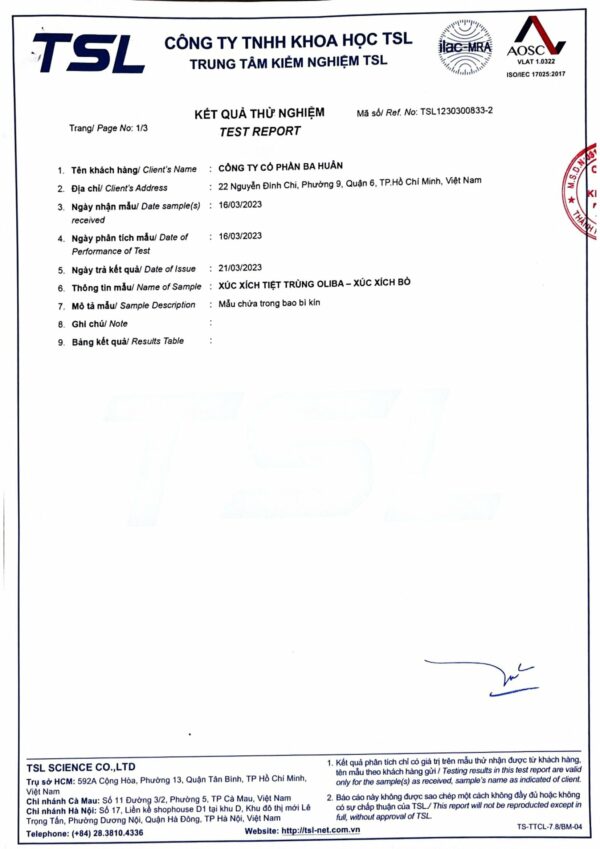 TSL
CÔNG TY TNHH KHOA HỌC TSL
TRUNG TÂM KIỂM NGHIỆM TSL
ilac-MRA
AOSC
VLAT 1.0322
ISO/IEC 17025:2017
KẾT QUẢ THỬ NGHIỆM
Mã số/ Ref. No: TSL1230300833-2
Trang/ Page No: 1/3
TEST REPORT
1. Tên khách hàng/ Client's Name : CÔNG TY CỔ PHẦN BA HUÂN
2. Địa chỉ/ Client's Address : 22 Nguyễn Đình Chi, Phường 9, Quận 6, TP.Hồ Chí Minh, Việt Nam
3. Ngày nhận mẫu/ Date sample(s) : 16/03/2023
received
4. Ngày phân tích mẫu/ Date of : 16/03/2023
Performance of Test
5. Ngày trả kết quả/ Date of Issue : 21/03/2023
6. Thông tin mẫu/ Name of Sample : XÚC XÍCH TIỆT TRÙNG OLIBA – XÚC XÍCH BÒ
7. Mô tả mẫu/ Sample Description : Mẫu chứa trong bao bì kín
8. Ghi chú/ Note :
9. Bảng kết quả/ Results Table :
M.S.D.N:
TSL
TSL SCIENCE CO.,LTD
Trụ sở HCM: 592A Cộng Hòa, Phường 13, Quận Tân Bình, TP Hồ Chí Minh,
Việt Nam
Chi nhánh Cà Mau: Số 11 Đường 3/2, Phường 5, TP Cà Mau, Việt Nam
Chi nhánh Hà Nội: Số 17, Liền kề shophouse D1 tại khu D, Khu đô thị mới Lê
Trọng Tấn, Phường Dương Nội, Quận Hà Đông, TP Hà Nội, Việt Nam
Telephone: (+84) 28.3810.4336
Website: http://tsl-net.com.vn
1. Kết quả phân tích chỉ có giá trị trên mẫu thử nhận được từ khách hàng,
tên mẫu theo khách hàng gửi / Testing results in this test report are valid
only for the sample(s) as received, sample's name as indicated of client.
2. Báo cáo này không được sao chép một cách không đầy đủ hoặc không
có sự chấp thuận của TSL./ This report will not be reproducted except in
full, without approval of TSL.
TS-TTCL-7.8/BM-04